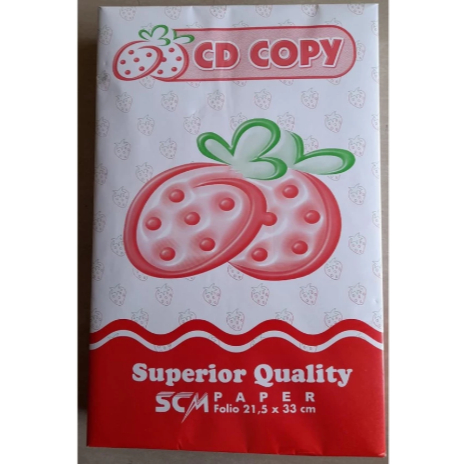 CD COPY
Superior Quality
SCM PAPER
Folio 21,5 x 33 cm